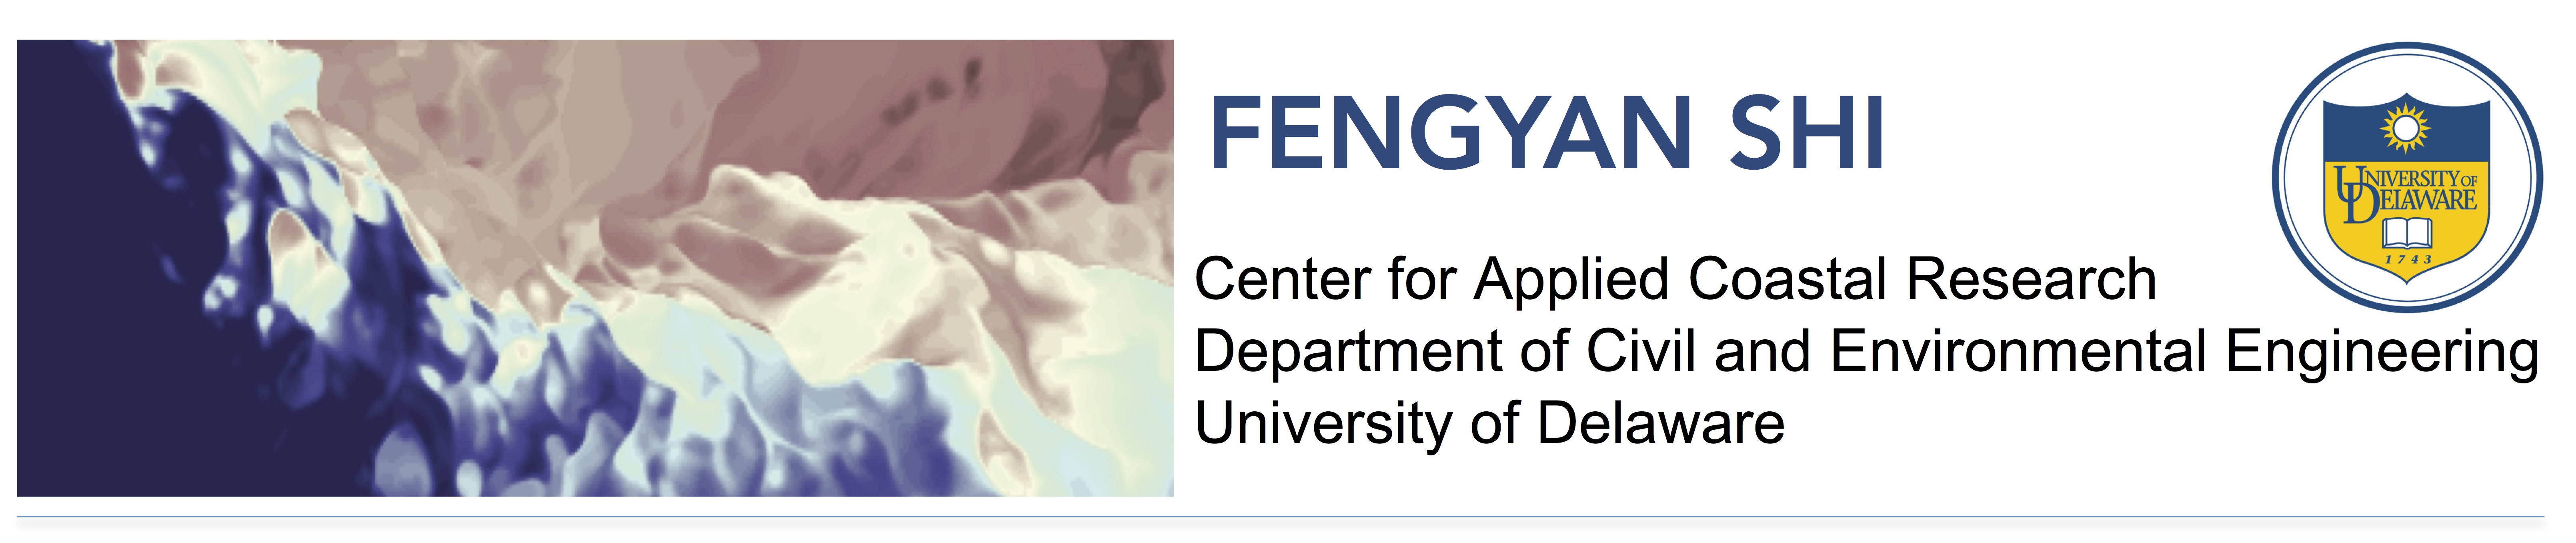 FENGYAN SHI
UNIVERSITY OF
DELAWARE
1743
Center for Applied Coastal Research
Department of Civil and Environmental Engineering
University of Delaware